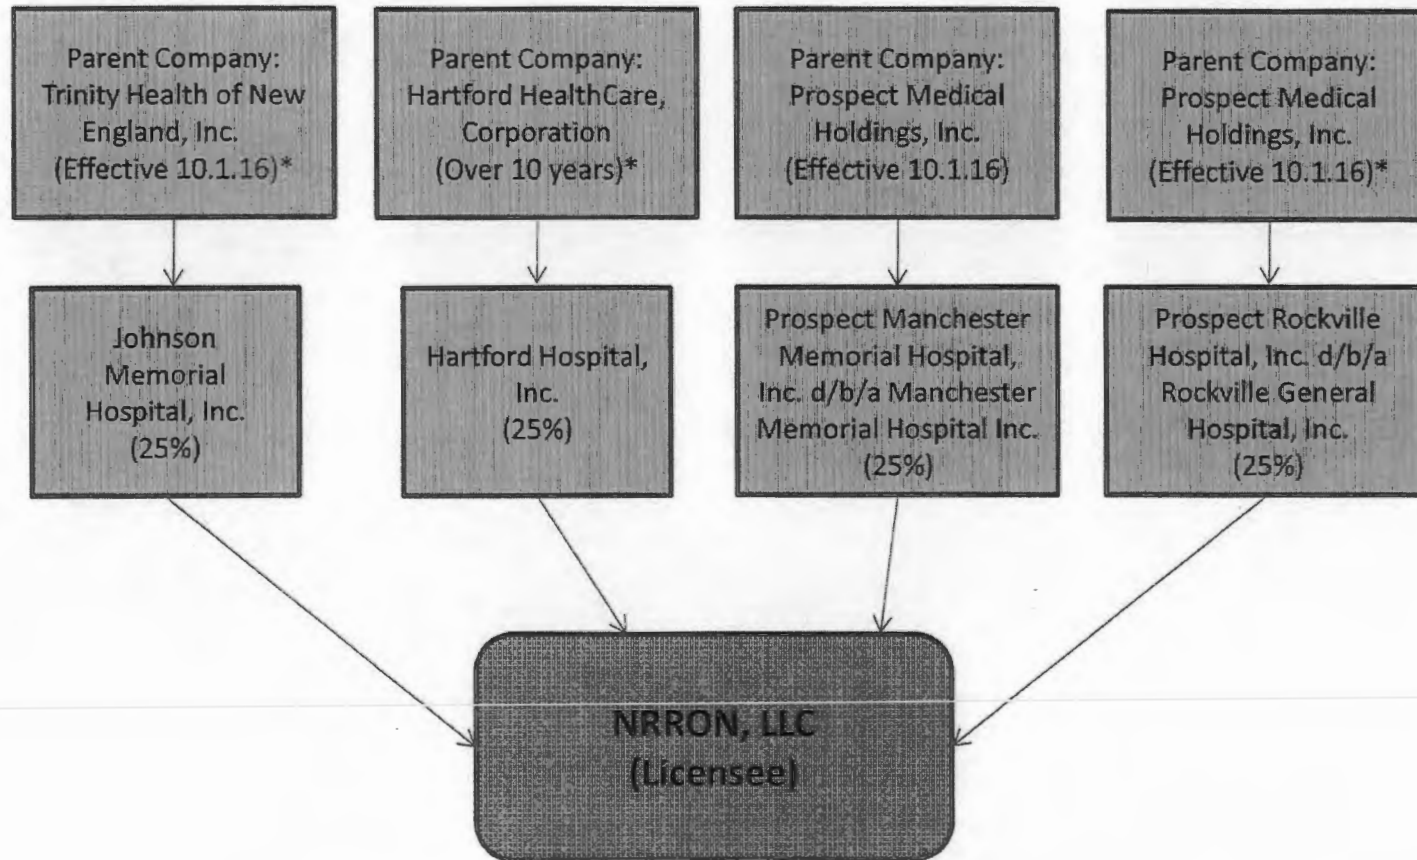 Parent Company:
Trinity Health of New
England, Inc.
(Effective 10.1.16)*
Parent Company:
Hartford HealthCare,
Corporation
(Over 10 years)*
Parent Company:
Prospect Medical
Holdings, Inc.
(Effective 10.1.16)
Parent Company:
Prospect Medical
Holdings, Inc.
(Effective 10.1.16)*
Johnson
Memorial
Hospital, Inc.
(25%)
Hartford Hospital,
Inc.
(25%)
Prospect Manchester
Memorial Hospital,
Inc. d/b/a Manchester
Memorial Hospital Inc.
(25%)
Prospect Rockville
Hospital, Inc. d/b/a
Rockville General
Hospital, Inc.
(25%)
NRRON, LLC
(Licensee)